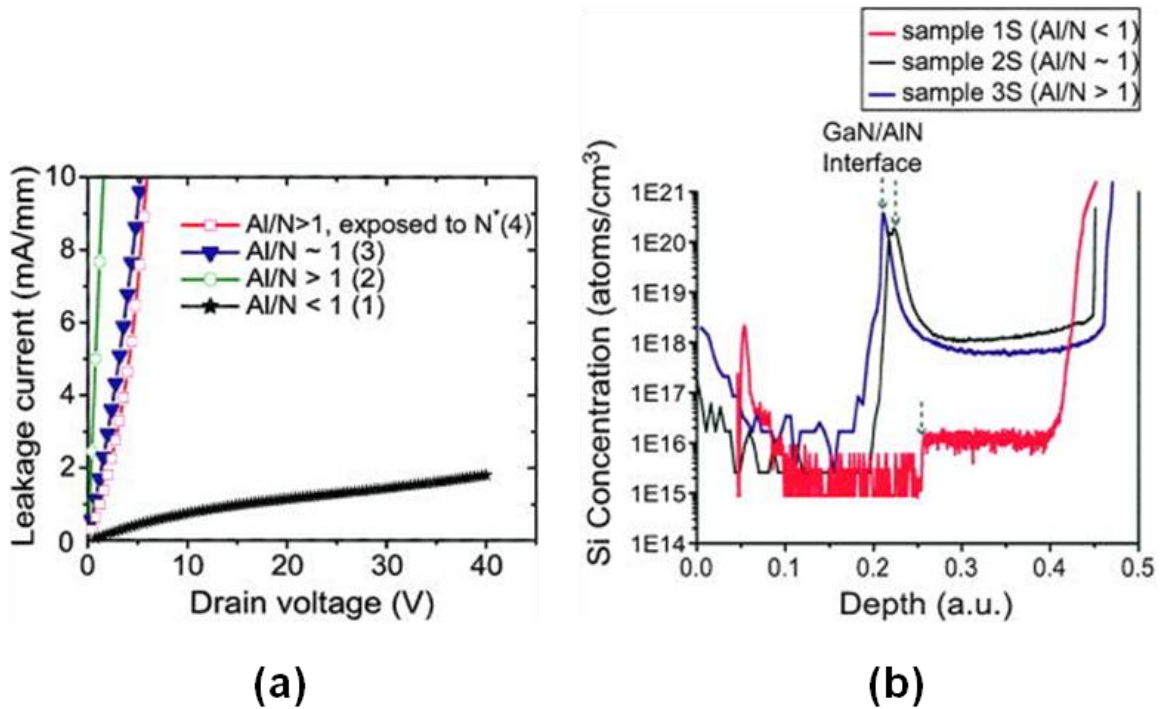 10
8
6
4
2
0
Leakage current (mA/mm)
Al/N>1, exposed to N*(4)
Al/N ~ 1 (3)
Al/N > 1 (2)
Al/N < 1 (1)
0 10 20 30 40
Drain voltage (V)
(a)
sample 1S (Al/N < 1)
sample 2S (Al/N ~ 1)
sample 3S (Al/N > 1)
GaN/AlN
Interface
1E21
1E20
1E19
1E18
1E17
1E16
1E15
1E14
Si Concentration (atoms/cm³)
0.0 0.1 0.2 0.3 0.4 0.5
Depth (a.u.)
(b)